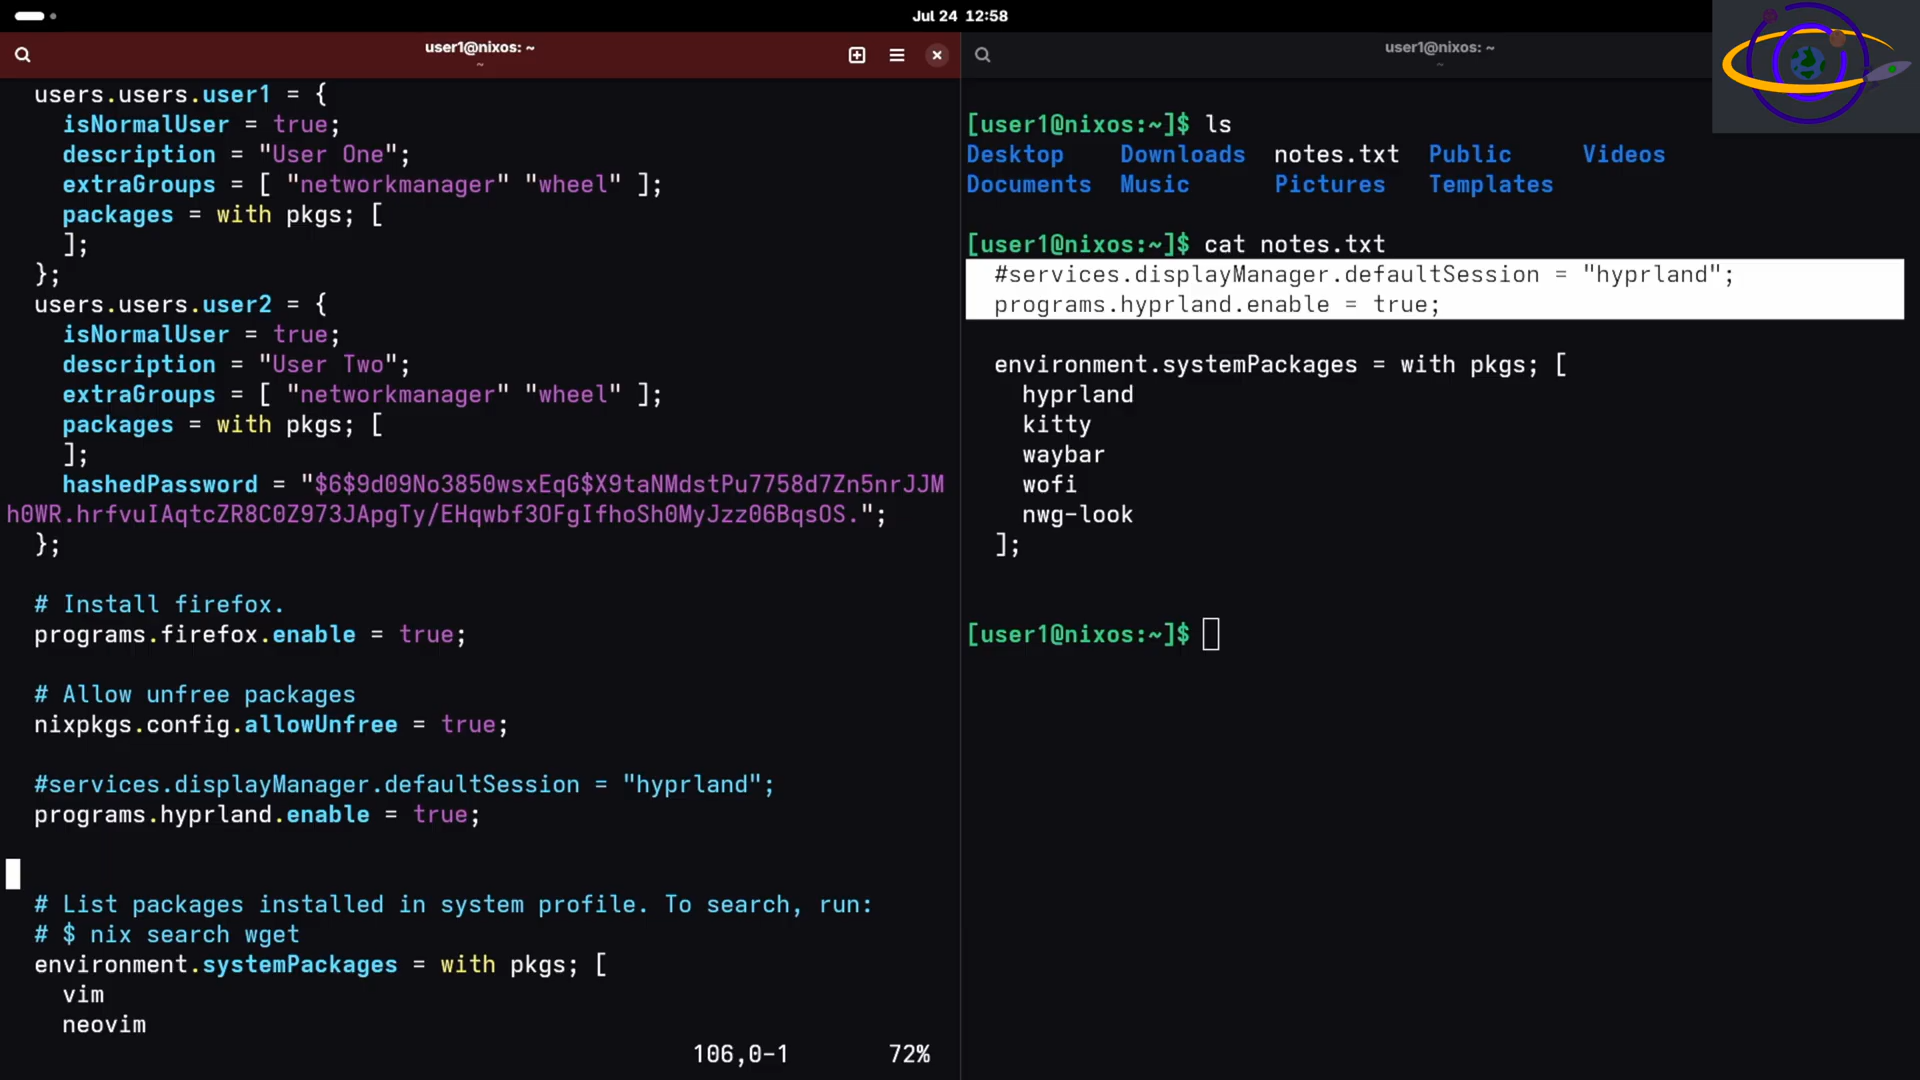 Jul 24 12:58
user1@nixos: ~
~
users.users.user1 = {
isNormalUser = true;
description = "User One";
extraGroups = [ "networkmanager" "wheel" ];
packages = with pkgs; [
];
};
users.users.user2 = {
isNormalUser = true;
description = "User Two";
extraGroups = [ "networkmanager" "wheel" ];
packages = with pkgs; [
];
hashedPassword = "$6$9d09No3850wsxEqG$X9taNMdstPu7758d7Zn5nrJJM
h0WR.hrfvuIAqtcZR8C0Z973JApgTy/EHqwbf3OFgIfhoSh0MyJzz06BqsOS.";
};
# Install firefox.
programs.firefox.enable = true;
# Allow unfree packages
nixpkgs.config.allowUnfree = true;
#services.displayManager.defaultSession = "hyprland";
programs.hyprland.enable = true;
# List packages installed in system profile. To search, run:
# $ nix search wget
environment.systemPackages = with pkgs; [
vim
neovim
106,0-1 72%
user1@nixos: ~
~
[user1@nixos:~]$ ls
Desktop Downloads notes.txt Public Videos
Documents Music Pictures Templates
[user1@nixos:~]$ cat notes.txt
#services.displayManager.defaultSession = "hyprland";
programs.hyprland.enable = true;
environment.systemPackages = with pkgs; [
hyprland
kitty
waybar
wofi
nwg-look
];
[user1@nixos:~]$